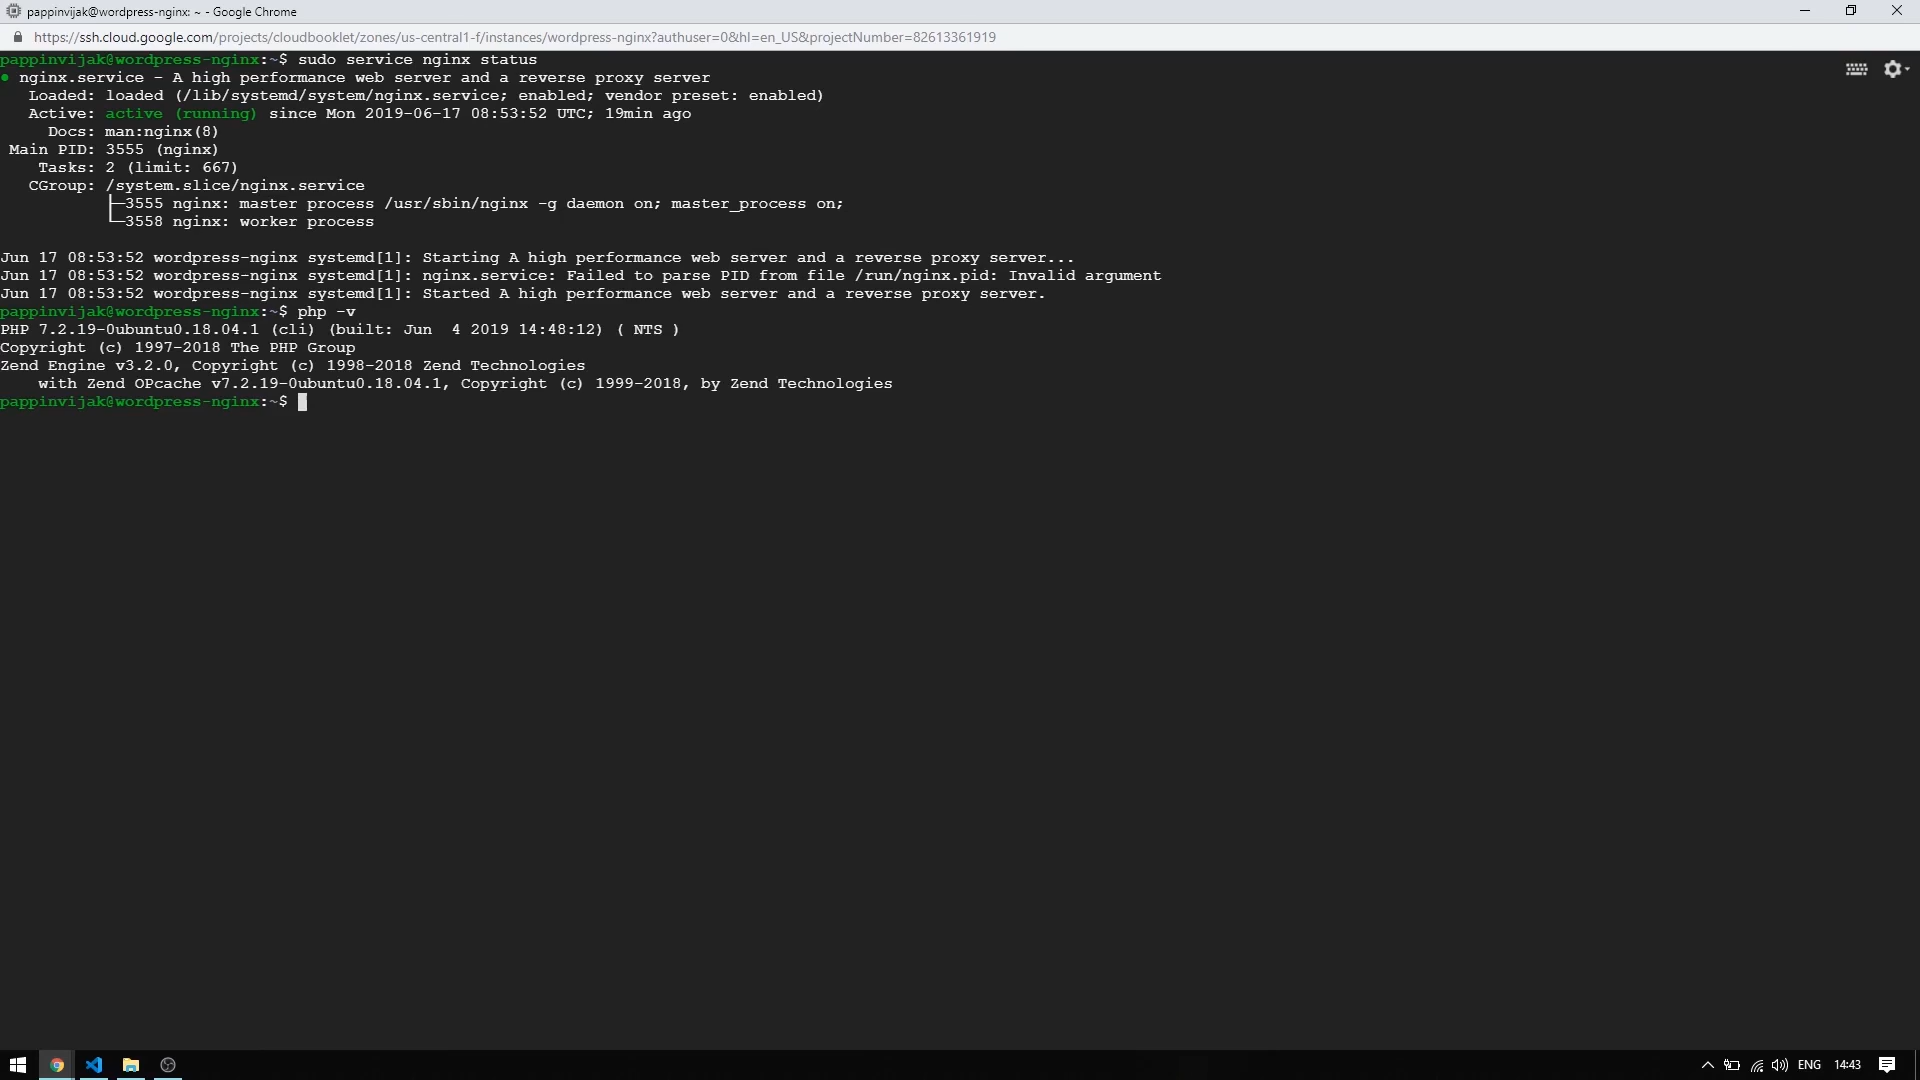 pappinvijak@wordpress-nginx: ~ - Google Chrome
https://ssh.cloud.google.com/projects/cloudbooklet/zones/us-central1-f/instances/wordpress-nginx?authuser=0&hl=en_US&projectNumber=82613361919
pappinvijak@wordpress-nginx:~$ sudo service nginx status
● nginx.service - A high performance web server and a reverse proxy server
   Loaded: loaded (/lib/systemd/system/nginx.service; enabled; vendor preset: enabled)
   Active: active (running) since Mon 2019-06-17 08:53:52 UTC; 19min ago
     Docs: man:nginx(8)
 Main PID: 3555 (nginx)
    Tasks: 2 (limit: 667)
   CGroup: /system.slice/nginx.service
           ├─3555 nginx: master process /usr/sbin/nginx -g daemon on; master_process on;
           └─3558 nginx: worker process
Jun 17 08:53:52 wordpress-nginx systemd[1]: Starting A high performance web server and a reverse proxy server...
Jun 17 08:53:52 wordpress-nginx systemd[1]: nginx.service: Failed to parse PID from file /run/nginx.pid: Invalid argument
Jun 17 08:53:52 wordpress-nginx systemd[1]: Started A high performance web server and a reverse proxy server.
pappinvijak@wordpress-nginx:~$ php -v
PHP 7.2.19-0ubuntu0.18.04.1 (cli) (built: Jun  4 2019 14:48:12) ( NTS )
Copyright (c) 1997-2018 The PHP Group
Zend Engine v3.2.0, Copyright (c) 1998-2018 Zend Technologies
    with Zend OPcache v7.2.19-0ubuntu0.18.04.1, Copyright (c) 1999-2018, by Zend Technologies
pappinvijak@wordpress-nginx:~$
ENG 14:43